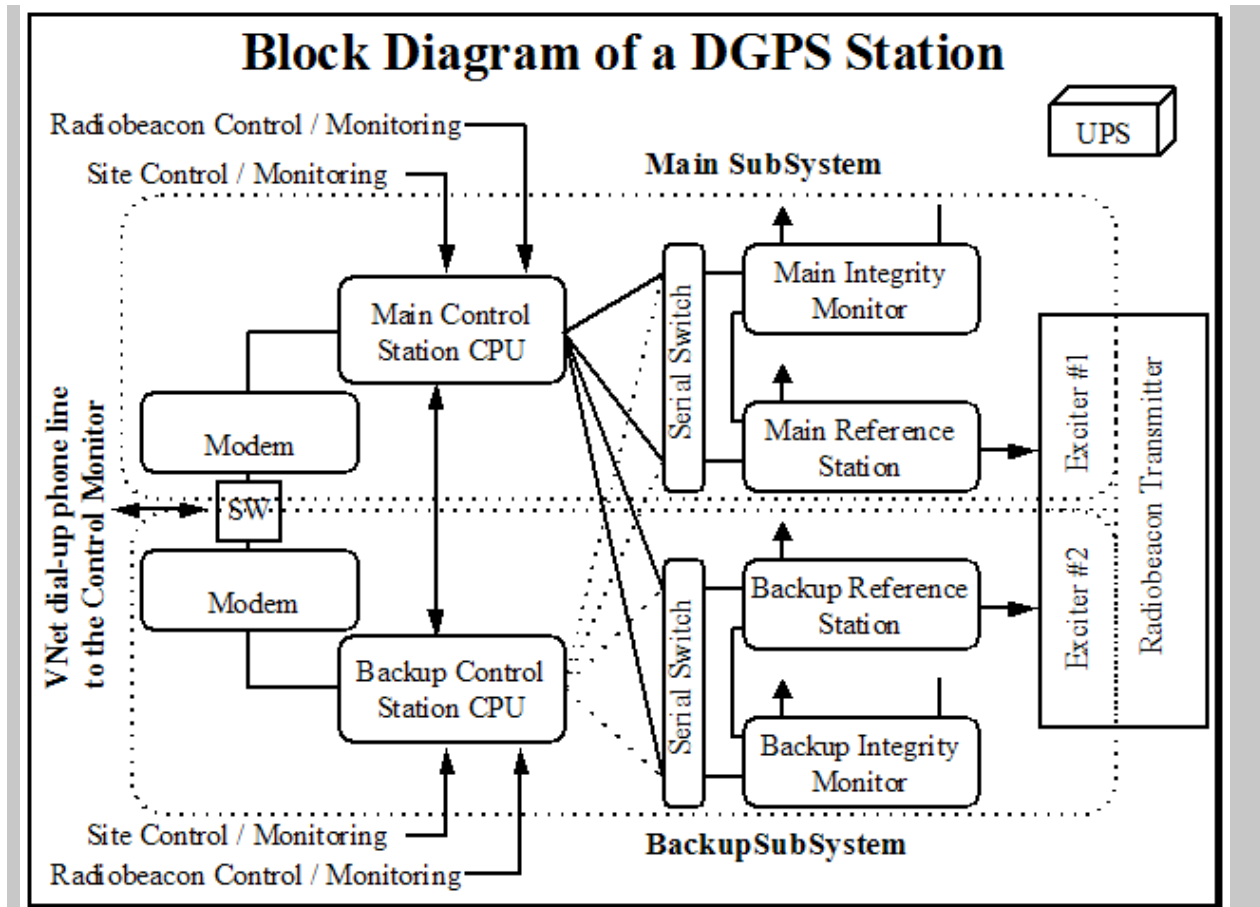 Block Diagram of a DGPS Station
Radiobeacon Control / Monitoring
UPS
Site Control / Monitoring
Main SubSystem
Main Integrity
Monitor
Serial Switch
Main Control
Station CPU
Modem
Main Reference
Station
Exciter #1
Radiobeacon Transmitter
VNet dial-up phone line
to the Control Monitor
SW
Modem
Backup Reference
Station
Exciter #2
Serial Switch
Backup Control
Station CPU
Backup Integrity
Monitor
Site Control / Monitoring
BackupSubSystem
Radiobeacon Control / Monitoring